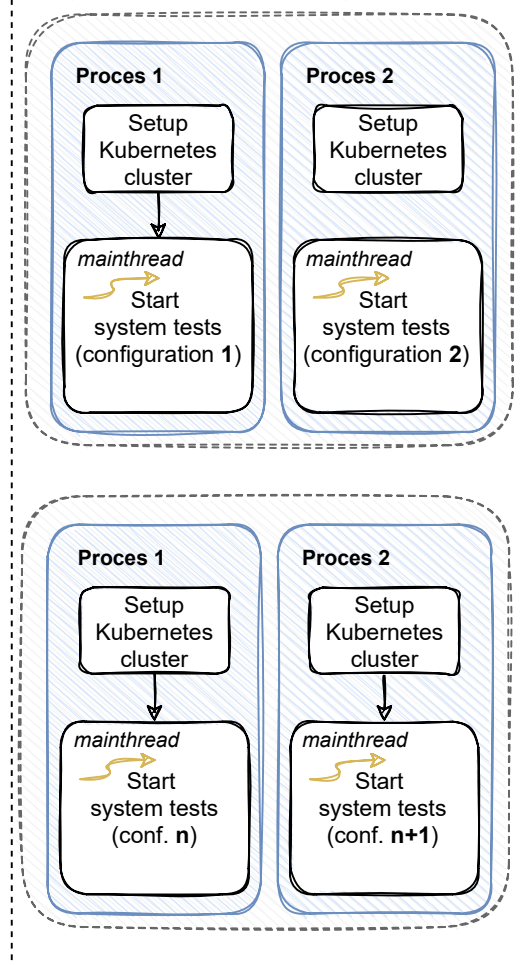 Proces 1
Setup
Kubernetes
cluster
mainthread
Start
system tests
(configuration 1)
Proces 2
Setup
Kubernetes
cluster
mainthread
Start
system tests
(configuration 2)
Proces 1
Setup
Kubernetes
cluster
mainthread
Start
system tests
(conf. n)
Proces 2
Setup
Kubernetes
cluster
mainthread
Start
system tests
(conf. n+1)